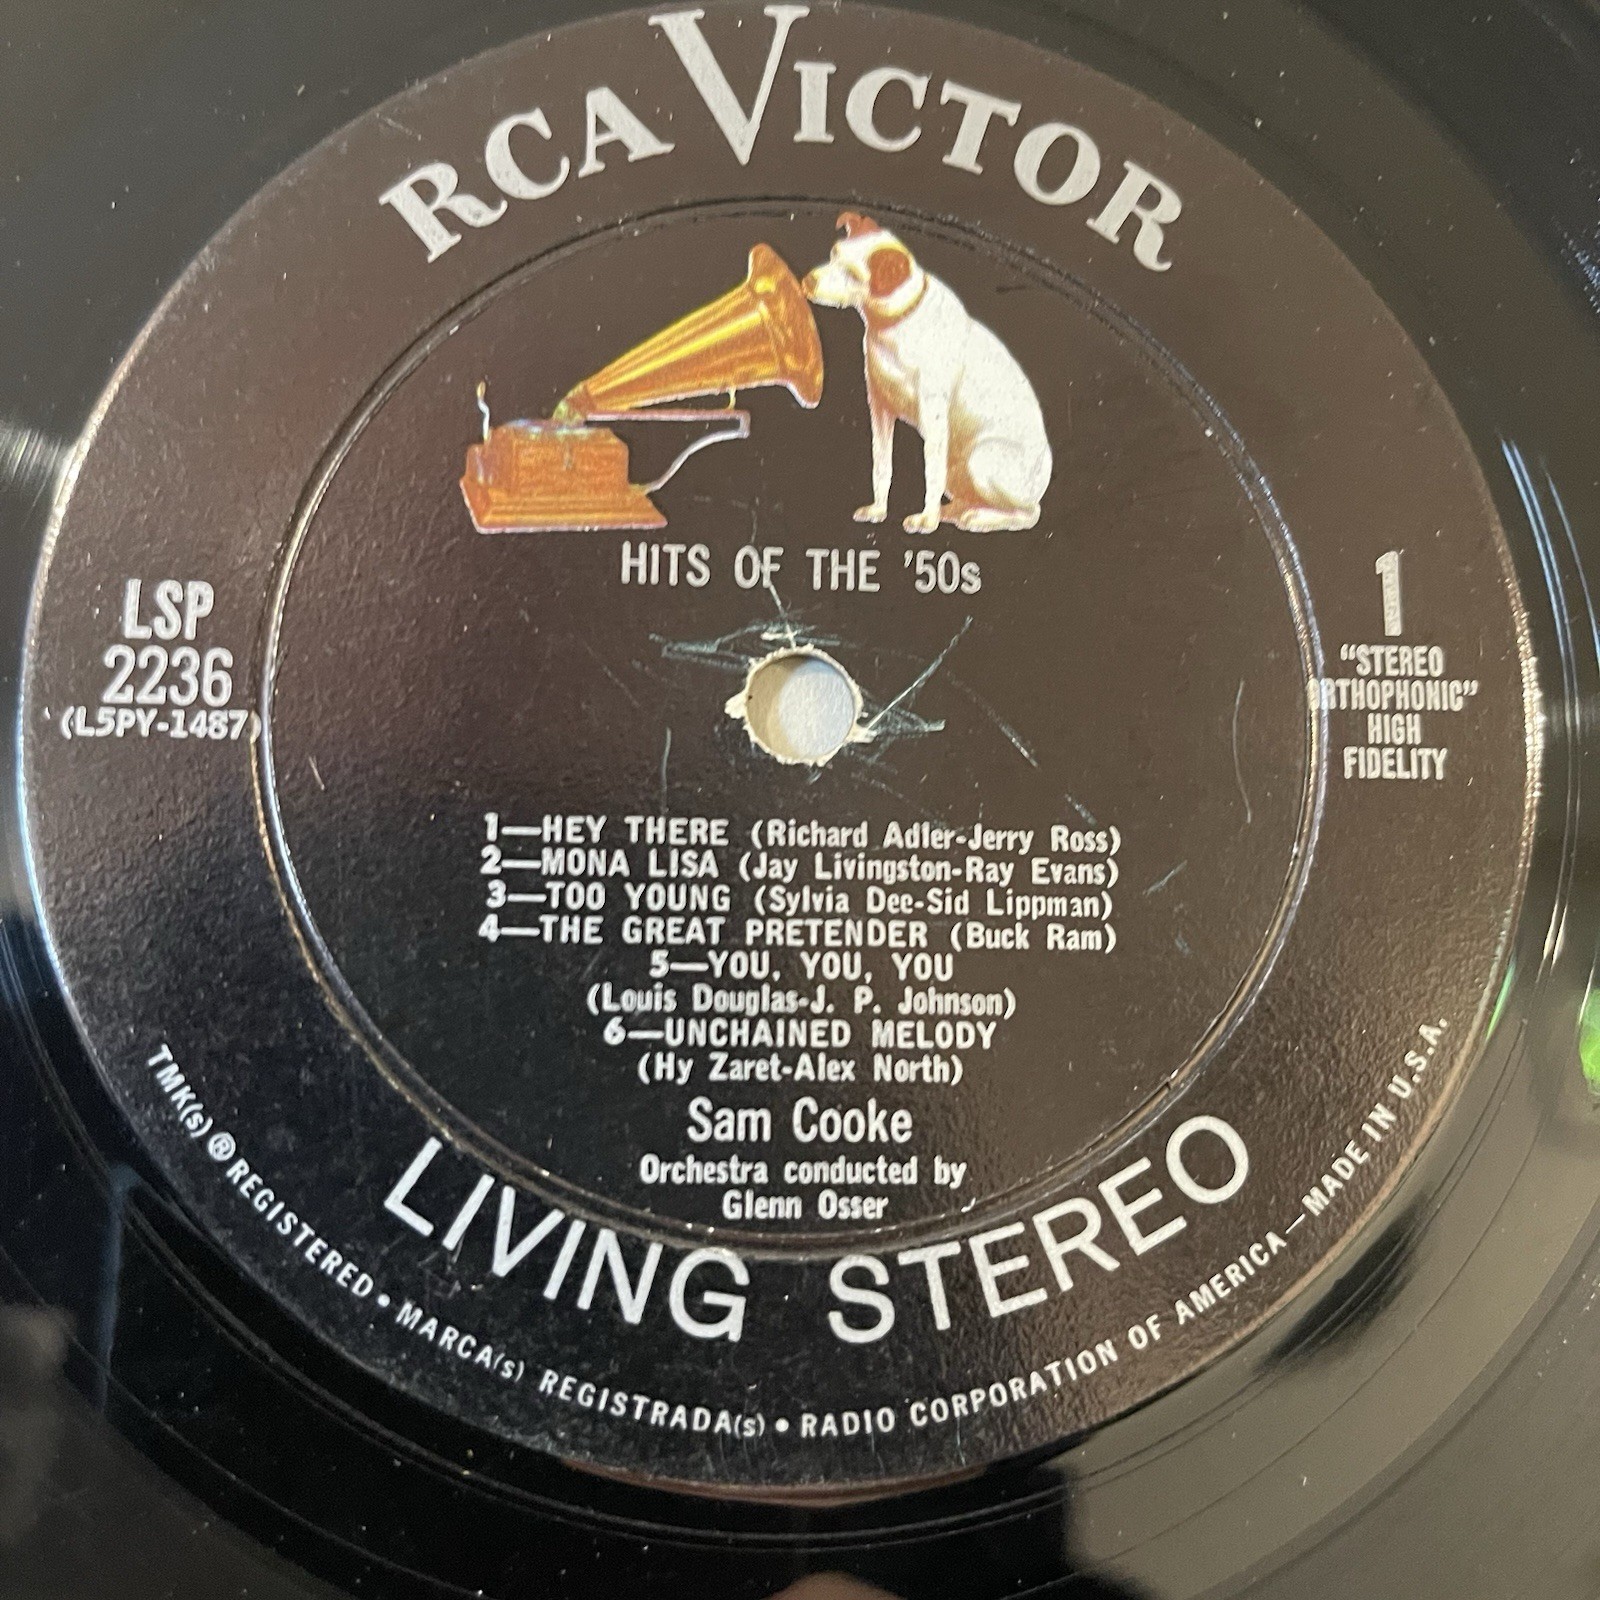 RCA VICTOR
HITS OF THE '50s
LSP
2236
(L5PY-1487)
1
"STEREO
ORTHOPHONIC"
HIGH
FIDELITY
1—HEY THERE (Richard Adler-Jerry Ross)
2—MONA LISA (Jay Livingston-Ray Evans)
3—TOO YOUNG (Sylvia Dee-Sid Lippman)
4—THE GREAT PRETENDER (Buck Ram)
5—YOU, YOU, YOU
(Louis Douglas-J. P. Johnson)
6—UNCHAINED MELODY
(Hy Zaret-Alex North)
Sam Cooke
Orchestra conducted by
Glenn Osser
LIVING STEREO
TMK(s) ® REGISTERED • MARCA(s) REGISTRADA(s) • RADIO CORPORATION OF AMERICA—MADE IN U.S.A.